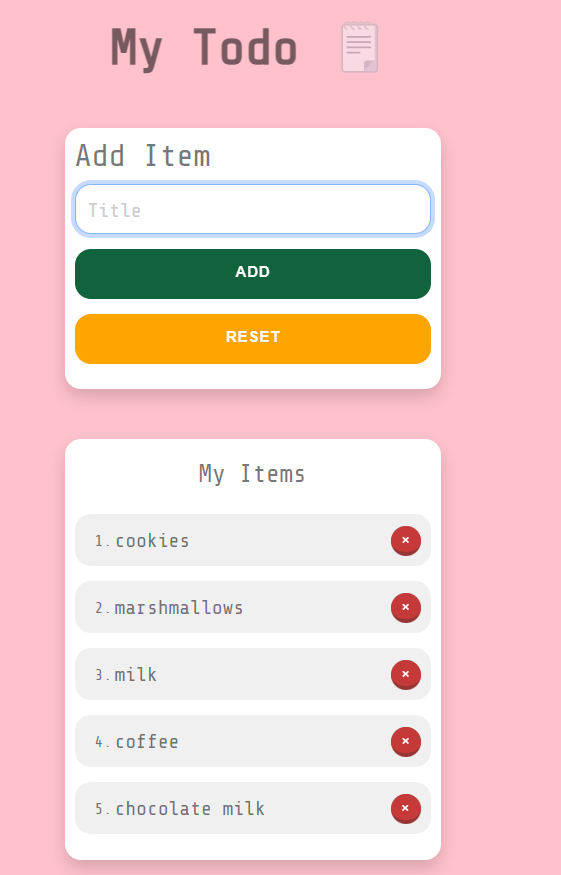 My Todo
Add Item
Title
ADD
RESET
My Items
1. cookies
2. marshmallows
3. milk
4. coffee
5. chocolate milk